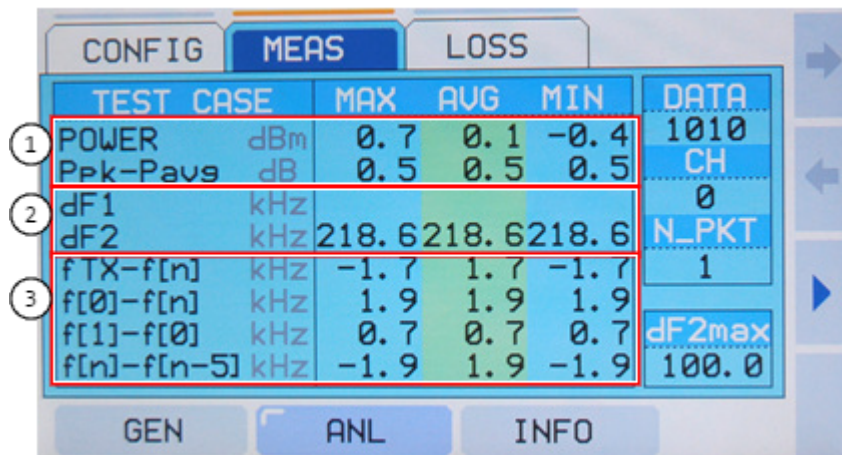 CONFIG MEAS LOSS
TEST CASE MAX AVG MIN DATA
1 POWER dBm 0.7 0.1 -0.4 1010
Ppk-Pavg dB 0.5 0.5 0.5 CH
2 dF1 kHz 0
dF2 kHz 218.6 218.6 218.6 N_PKT
3 fTX-f[n] kHz -1.7 1.7 -1.7 1
f[0]-f[n] kHz 1.9 1.9 1.9
f[1]-f[0] kHz 0.7 0.7 0.7 dF2max
f[n]-f[n-5] kHz -1.9 1.9 -1.9 100.0
GEN ANL INFO